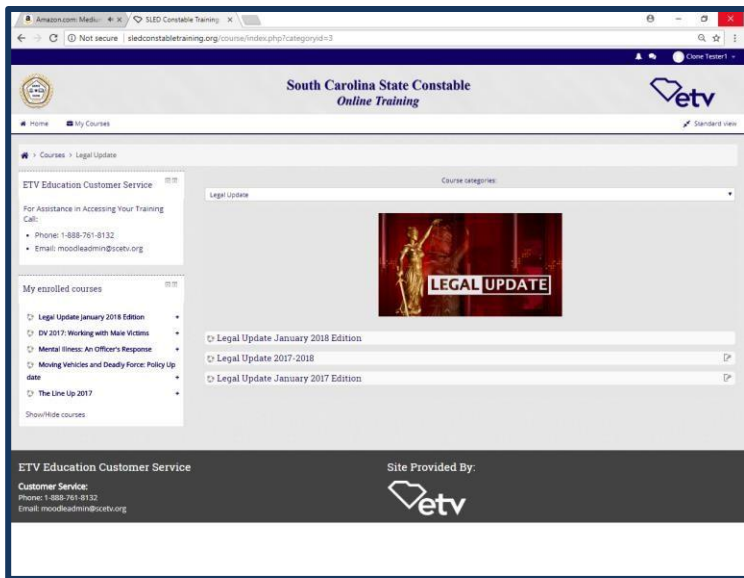 Amazon.com: Mediu
SLED Constable Training
Not secure | sledconstabletraining.org/course/index.php?categoryid=3
Clone Tester1
South Carolina State Constable
Online Training
etv
Home
My Courses
Standard view
Courses > Legal Update
ETV Education Customer Service
For Assistance in Accessing Your Training
Call:
• Phone: 1-888-761-8132
• Email: moodleadmin@scetv.org
My enrolled courses
Legal Update January 2018 Edition
DV 2017: Working with Male Victims
Mental Illness: An Officer's Response
Moving Vehicles and Deadly Force: Policy Up
date
The Line Up 2017
Show/Hide courses
Course categories:
Legal Update
LEGAL UPDATE
Legal Update January 2018 Edition
Legal Update 2017-2018
Legal Update January 2017 Edition
ETV Education Customer Service
Customer Service:
Phone: 1-888-761-8132
Email: moodleadmin@scetv.org
Site Provided By:
etv